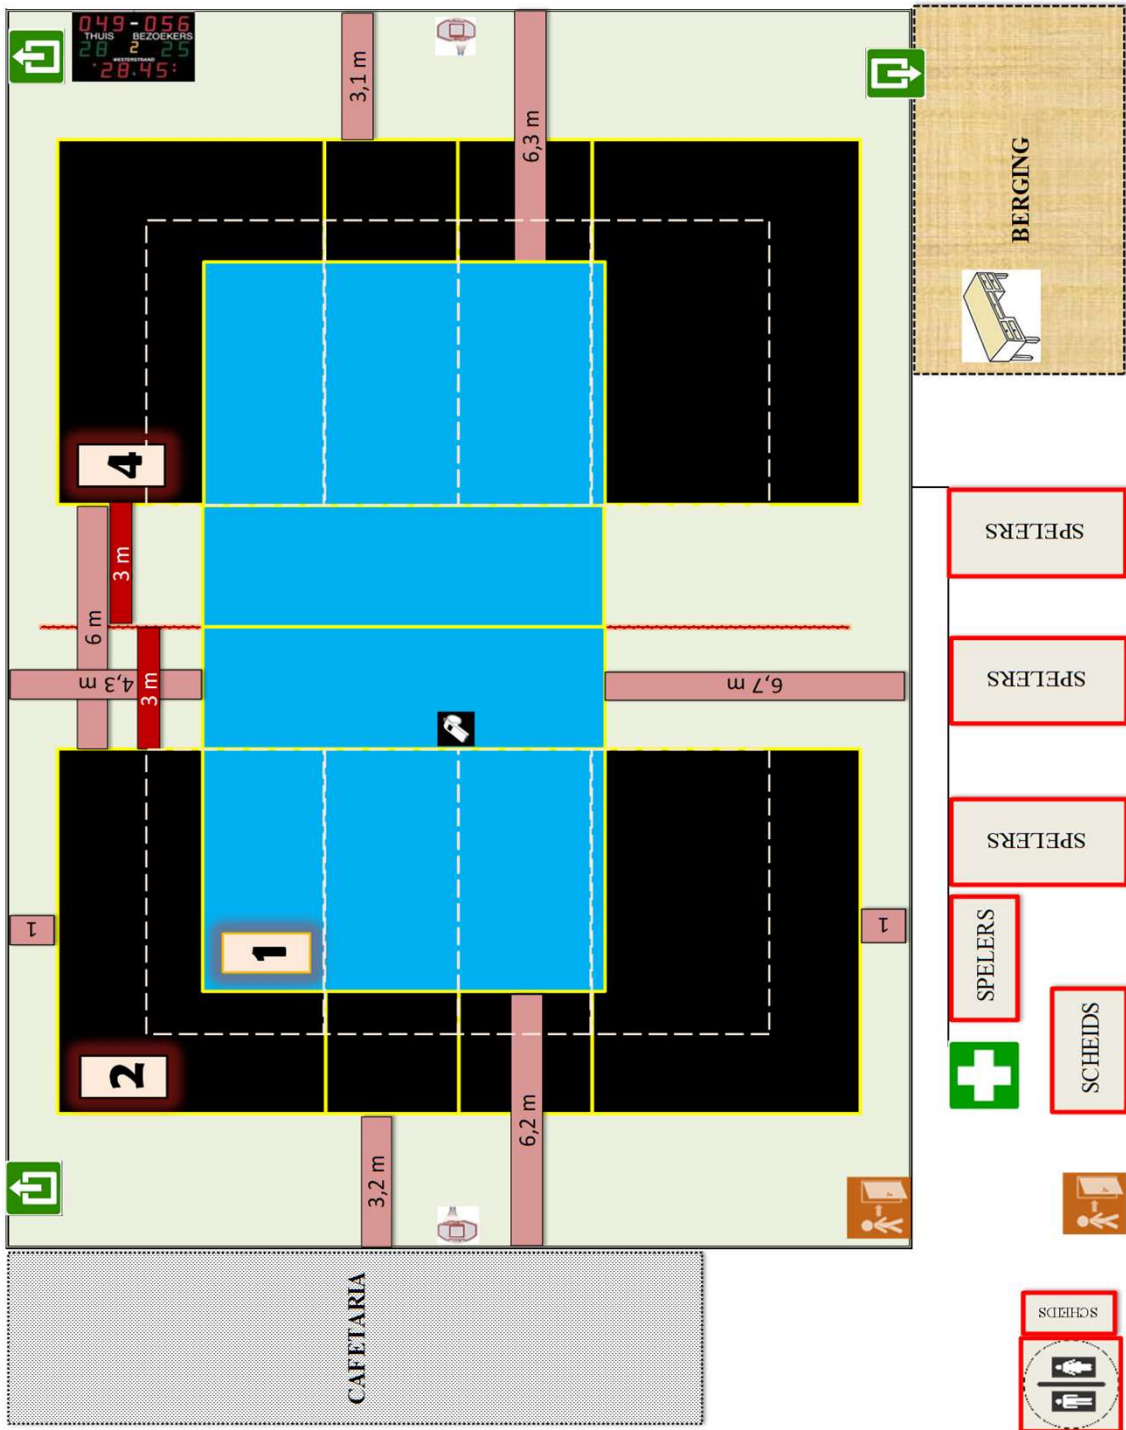 049-056
THUIS BEZOEKERS
28 2 25
WESTERSTRAND
28.45:
3,1 m
6,3 m
BERGING
4
3 m
6 m
4,3 m
3 m
6,7 m
SPELERS
SPELERS
SPELERS
1
1
1
SPELERS
2
SCHEIDS
6,2 m
3,2 m
CAFETARIA
SCHEIDS